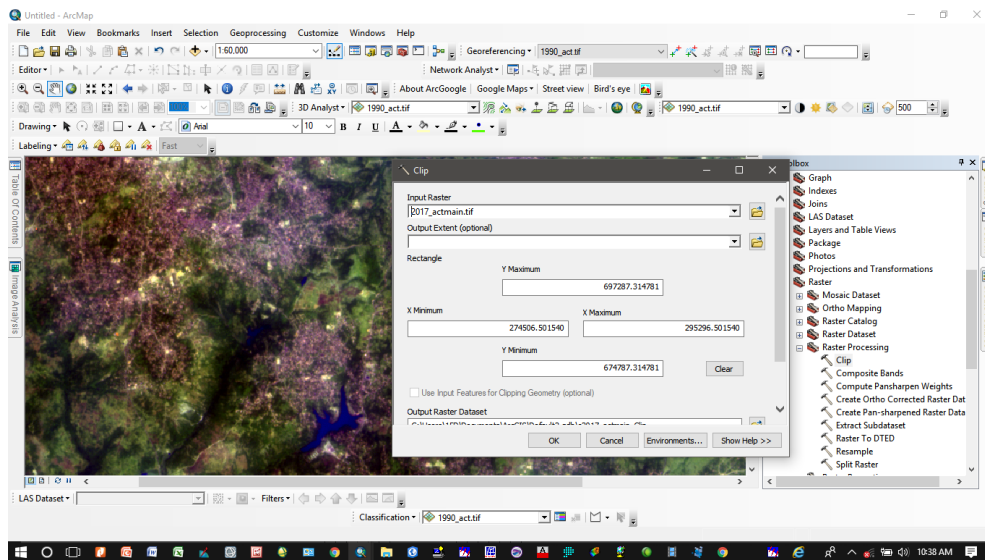 Untitled - ArcMap
File Edit View Bookmarks Insert Selection Geoprocessing Customize Windows Help
1:60,000
Georeferencing
1990_act.tif
Editor
Network Analyst
About ArcGoogle Google Maps Street view Bird's eye
3D Analyst
1990_act.tif
1990_act.tif
500
Drawing
A
Arial
10
B I U A
Labeling
Fast
Table Of Contents
Image Analysis
Clip
Input Raster
2017_actmain.tif
Output Extent (optional)
Rectangle
Y Maximum
697287.314781
X Minimum
X Maximum
274506.501540
295296.501540
Y Minimum
674787.314781
Clear
Use Input Features for Clipping Geometry (optional)
Output Raster Dataset
OK Cancel Environments... Show Help >>
Graph
Indexes
Joins
LAS Dataset
Layers and Table Views
Package
Photos
Projections and Transformations
Raster
Mosaic Dataset
Ortho Mapping
Raster Catalog
Raster Dataset
Raster Processing
Clip
Composite Bands
Compute Pansharpen Weights
Create Ortho Corrected Raster Dat
Create Pan-sharpened Raster Data
Extract Subdataset
Raster To DTED
Resample
Split Raster
LAS Dataset
Filters
Classification
1990_act.tif
10:38 AM